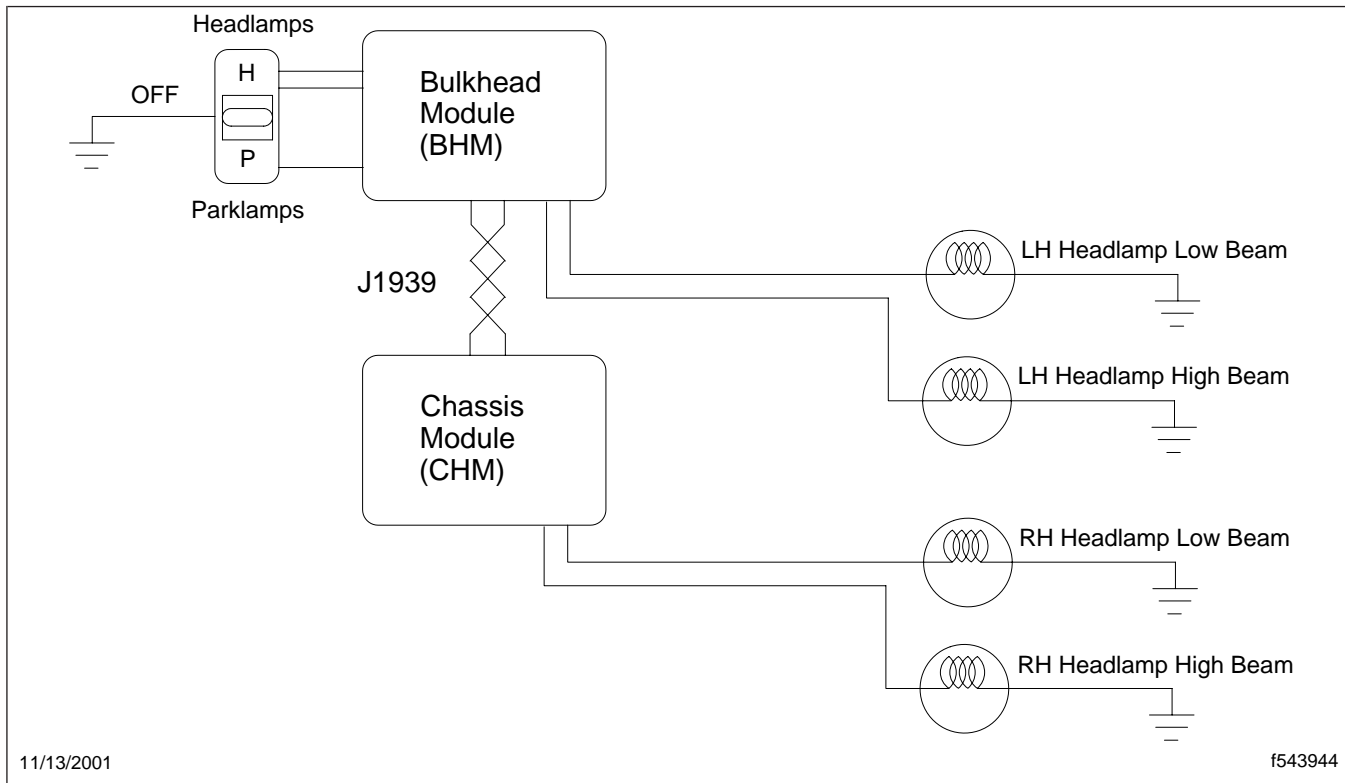 Headlamps
H
OFF
P
Parklamps
Bulkhead
Module
(BHM)
J1939
Chassis
Module
(CHM)
LH Headlamp Low Beam
LH Headlamp High Beam
RH Headlamp Low Beam
RH Headlamp High Beam
11/13/2001
f543944